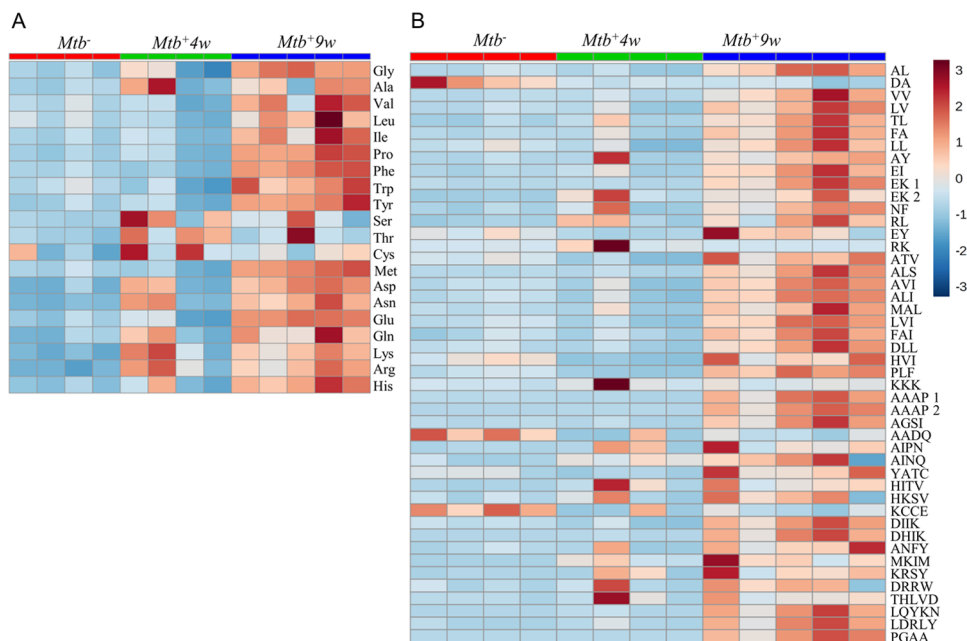 A
Mtb- Mtb+4w Mtb+9w
Gly
Ala
Val
Leu
Ile
Pro
Phe
Trp
Tyr
Ser
Thr
Cys
Met
Asp
Asn
Glu
Gln
Lys
Arg
His
B
Mtb- Mtb+4w Mtb+9w
AL
DA
VV
LV
TL
FA
LL
AY
EI
EK 1
EK 2
NF
RL
EY
RK
ATV
ALS
AVI
ALI
MAL
LVI
FAI
DLL
HVI
PLF
KKK
AAAP 1
AAAP 2
AGSI
AADQ
AIPN
AINQ
YATC
HITV
HKSV
KCCE
DIIK
DHIK
ANFY
MKIM
KRSY
DRRW
THLVD
LQYKN
LDRLY
PGAA
3
2
1
0
-1
-2
-3